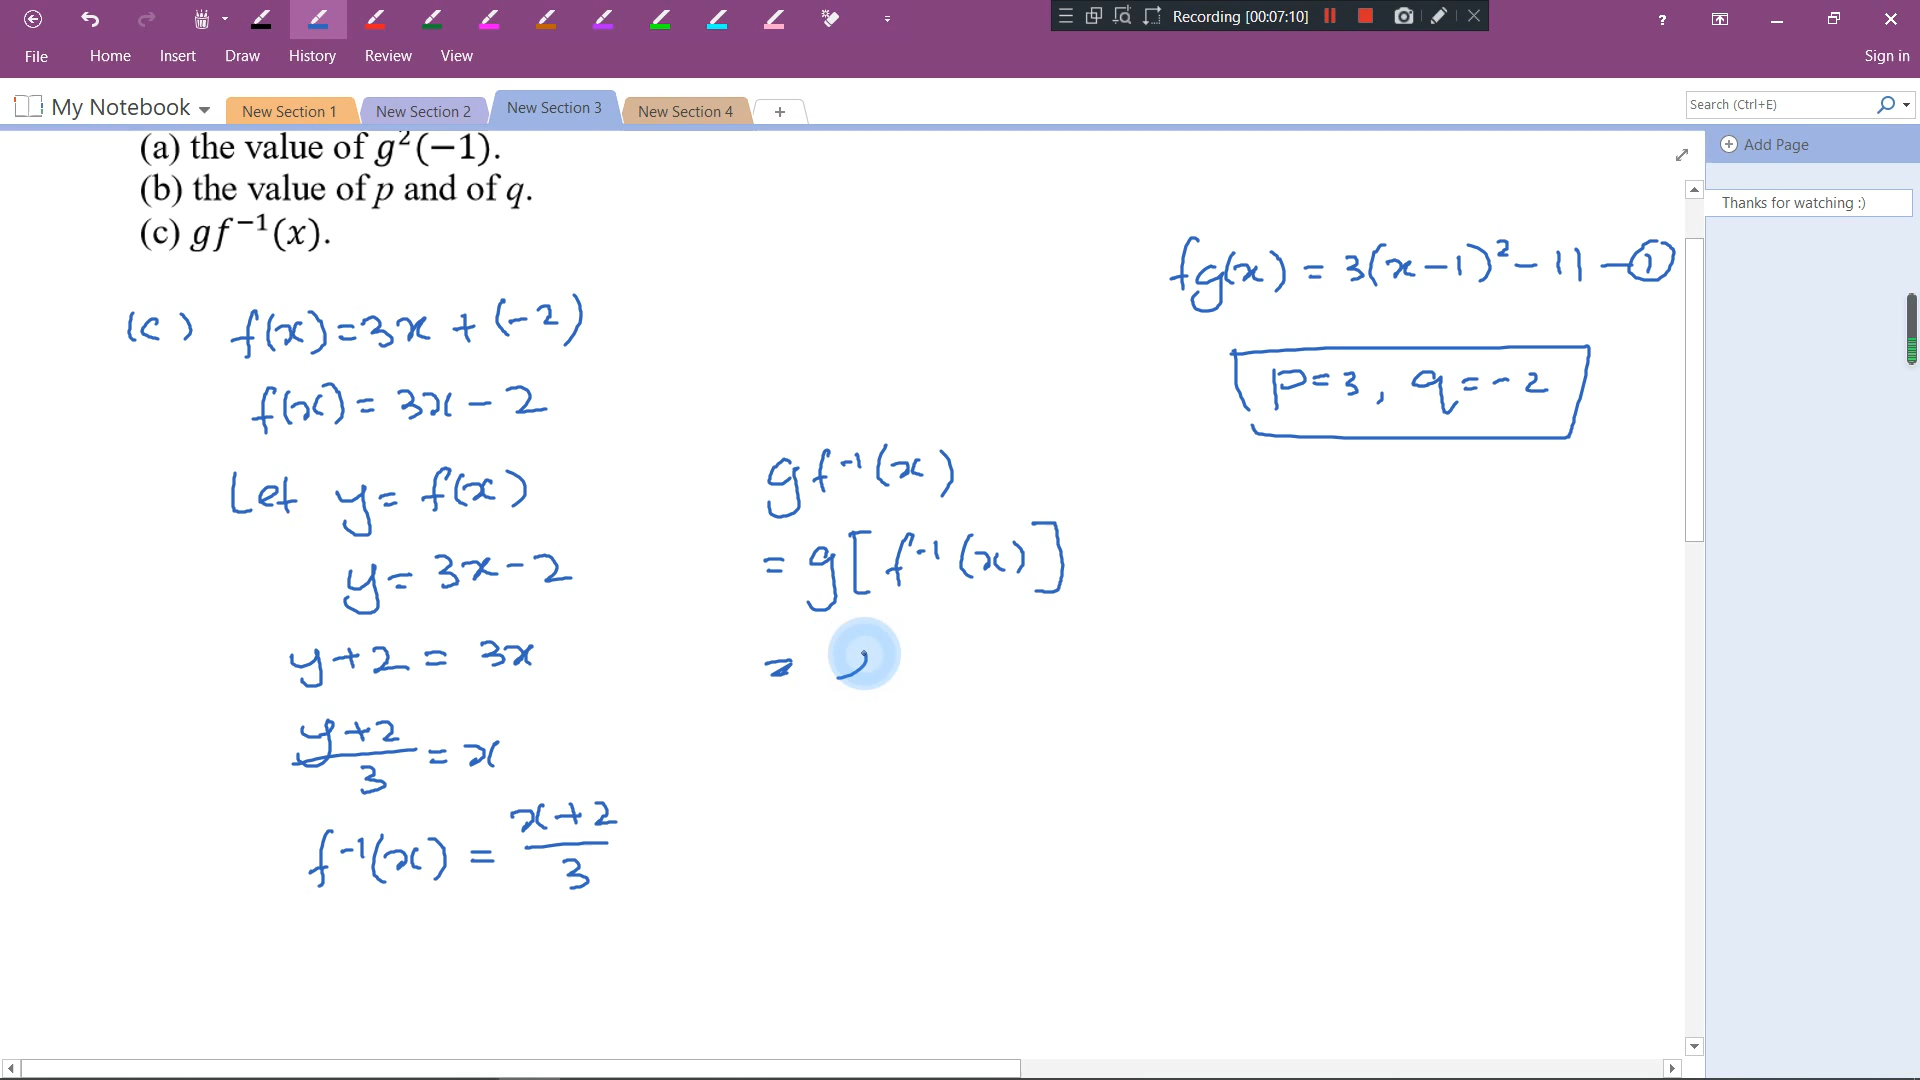 Recording [00:07:10]
?
File Home Insert Draw History Review View
Sign in
My Notebook
New Section 1 New Section 2 New Section 3 New Section 4 +
Search (Ctrl+E)
Add Page
Thanks for watching :)
(a) the value of g²(−1).
(b) the value of p and of q.
(c) gf⁻¹(x).
fg(x) = 3(x−1)² − 11 — ①
p=3, q=-2
(c) f(x)=3x + (-2)
f(x) = 3x - 2
Let y = f(x)
y = 3x - 2
y+2 = 3x
y+2/3 = x
f⁻¹(x) = x+2/3
gf⁻¹(x)
= g[f⁻¹(x)]
=